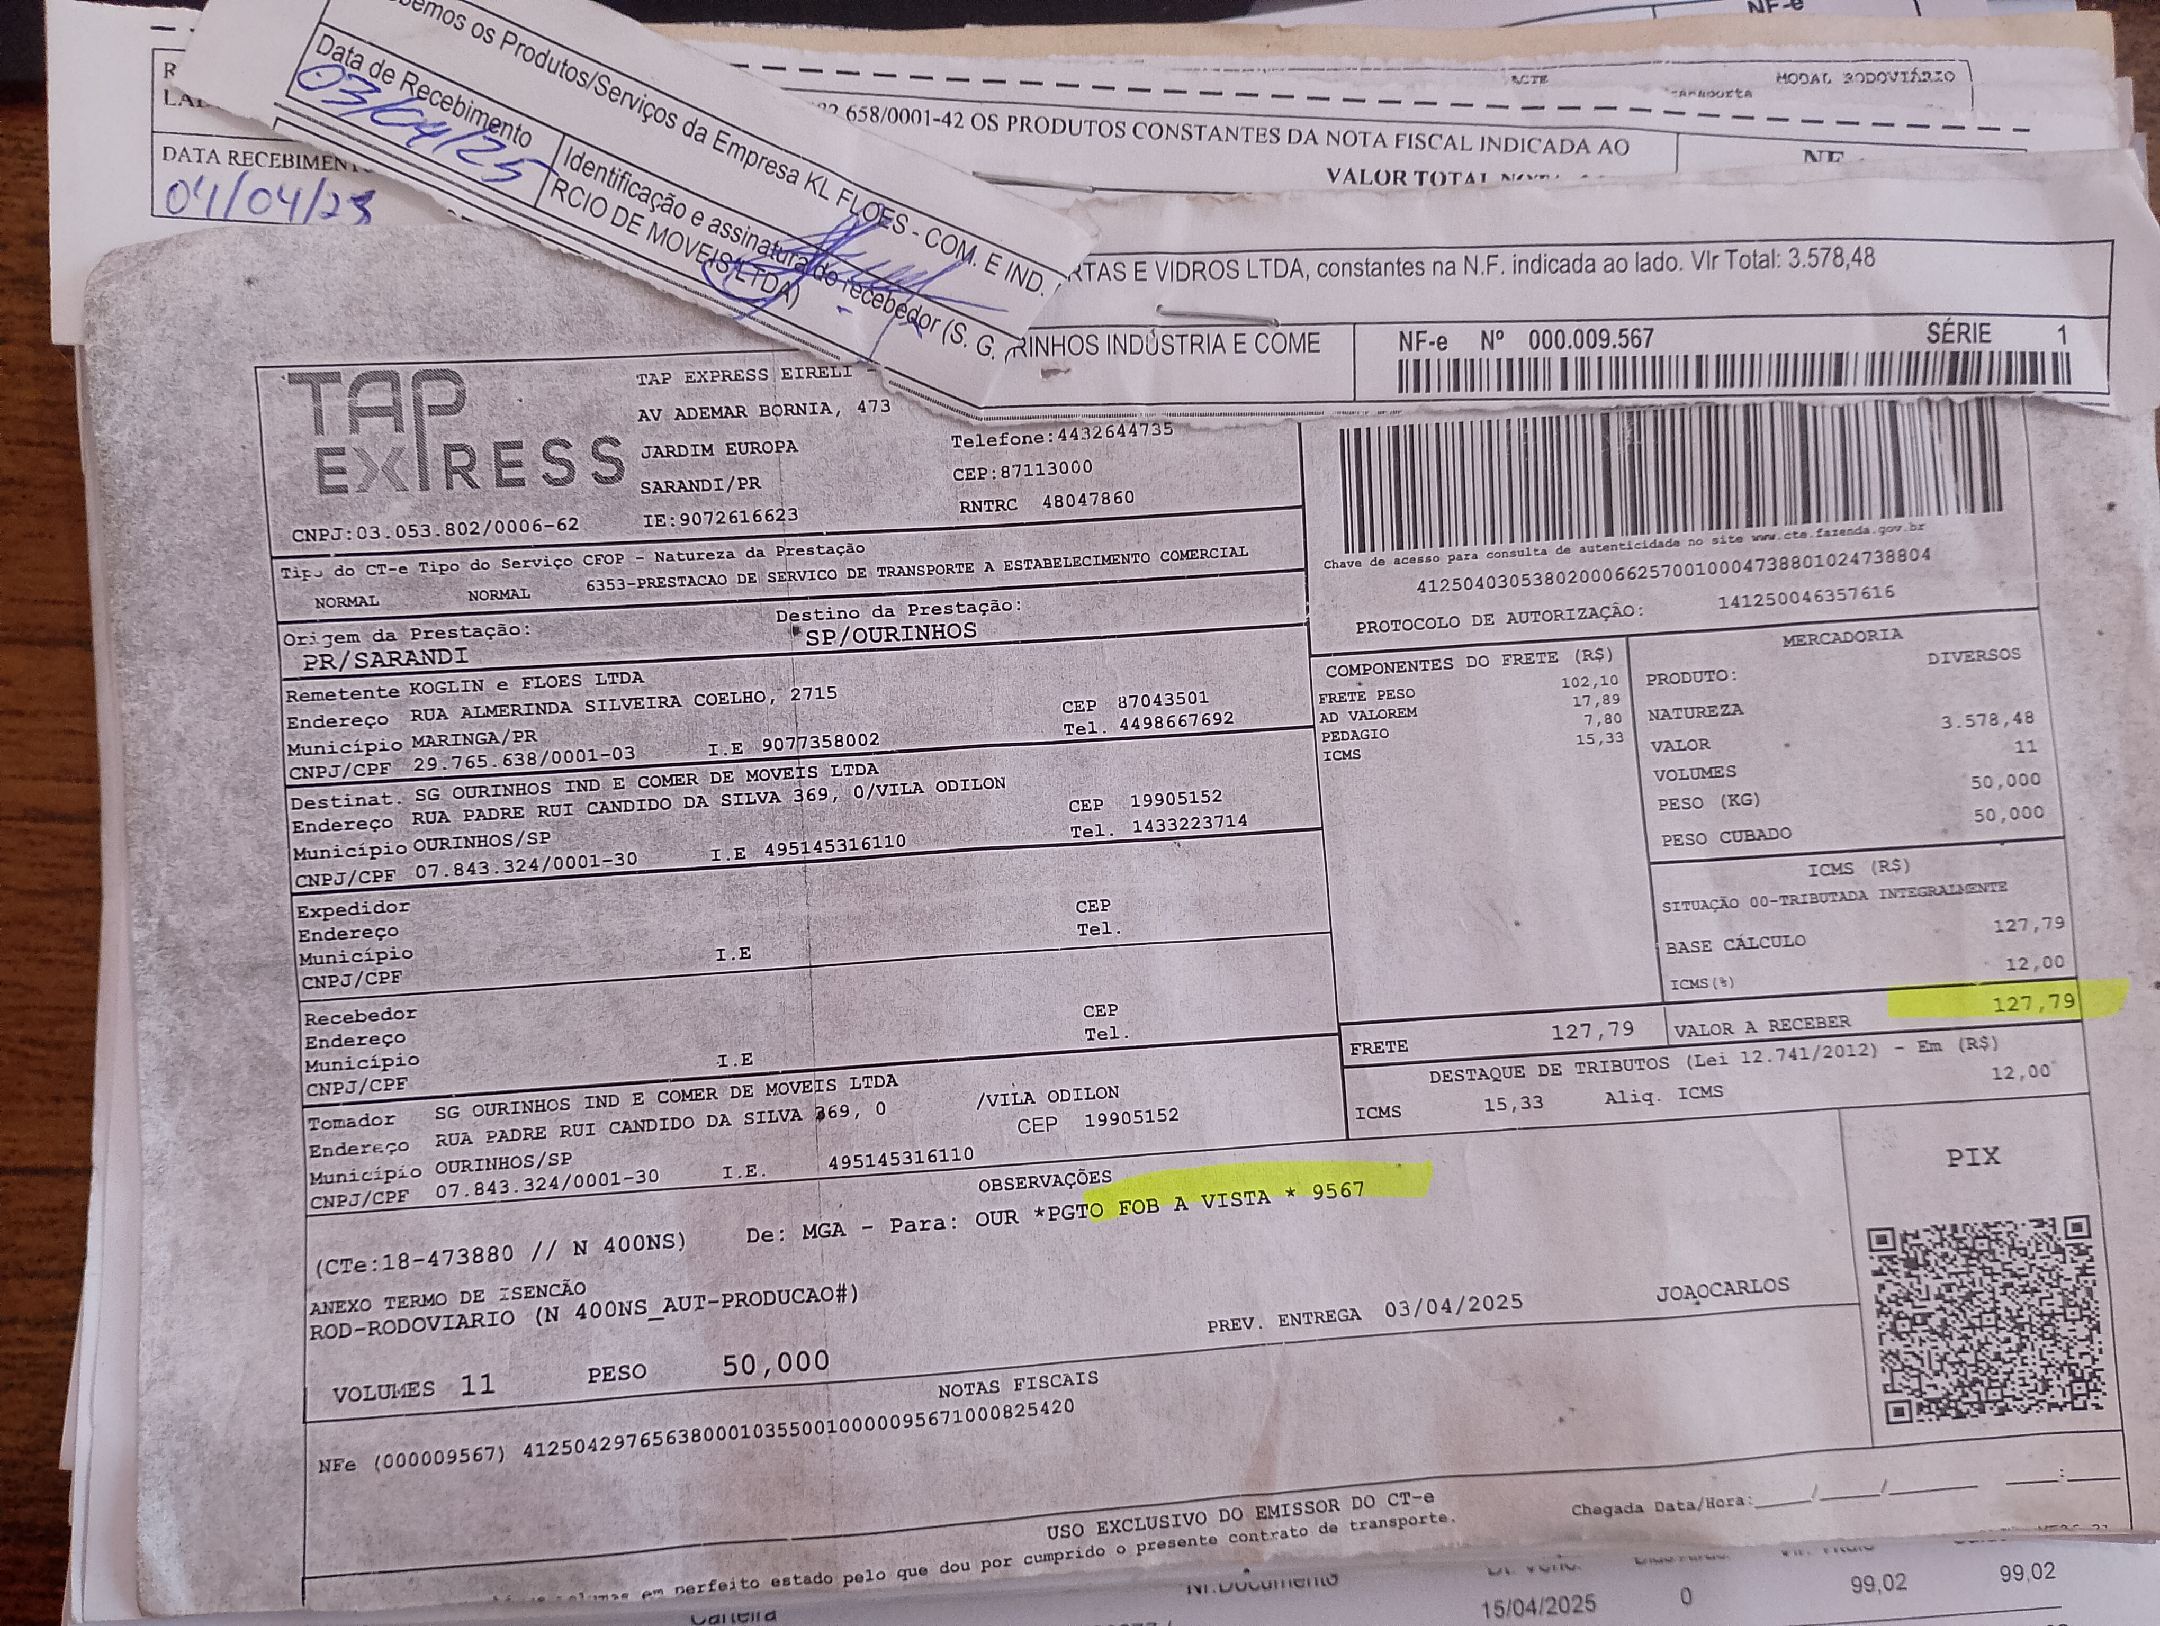 NF-e
ACTE
MODAL RODOVIÁRIO
658/0001-42 OS PRODUTOS CONSTANTES DA NOTA FISCAL INDICADA AO
VALOR TOTAL
DATA RECEBIMEN
04/04/25
emos os Produtos/Serviços da Empresa KL FLOES - COM. E IND.
Data de Recebimento
03/04/25
Identificação e assinatura do recebedor (S. G.
RCIO DE MOVEIS LTDA)
RTAS E VIDROS LTDA, constantes na N.F. indicada ao lado. Vlr Total: 3.578,48
RINHOS INDÚSTRIA E COME
NF-e Nº 000.009.567 SÉRIE 1
TAP EXPRESS
TAP EXPRESS EIRELI -
AV ADEMAR BORNIA, 473
JARDIM EUROPA
SARANDI/PR
IE:9072616623
Telefone:4432644735
CEP:87113000
RNTRC 48047860
CNPJ:03.053.802/0006-62
Tipo do CT-e Tipo do Serviço CFOP - Natureza da Prestação
NORMAL NORMAL 6353-PRESTACAO DE SERVICO DE TRANSPORTE A ESTABELECIMENTO COMERCIAL
Origem da Prestação: Destino da Prestação:
PR/SARANDI SP/OURINHOS
Chave de acesso para consulta de autenticidade no site www.cte.fazenda.gov.br
41250403053802000662570010004738801024738804
PROTOCOLO DE AUTORIZAÇÃO: 141250046357616
Remetente KOGLIN e FLOES LTDA
Endereço RUA ALMERINDA SILVEIRA COELHO, 2715 CEP 87043501
Município MARINGA/PR Tel. 4498667692
CNPJ/CPF 29.765.638/0001-03 I.E 9077358002
Destinat. SG OURINHOS IND E COMER DE MOVEIS LTDA
Endereço RUA PADRE RUI CANDIDO DA SILVA 369, 0/VILA ODILON CEP 19905152
Município OURINHOS/SP Tel. 1433223714
CNPJ/CPF 07.843.324/0001-30 I.E 495145316110
Expedidor CEP
Endereço Tel.
Município I.E
CNPJ/CPF
Recebedor CEP
Endereço Tel.
Município I.E
CNPJ/CPF
Tomador SG OURINHOS IND E COMER DE MOVEIS LTDA
Endereço RUA PADRE RUI CANDIDO DA SILVA 369, 0 /VILA ODILON
Município OURINHOS/SP CEP 19905152
CNPJ/CPF 07.843.324/0001-30 I.E. 495145316110
COMPONENTES DO FRETE (R$)
FRETE PESO 102,10
AD VALOREM 17,89
PEDAGIO 7,80
ICMS 15,33
MERCADORIA
PRODUTO: DIVERSOS
NATUREZA
VALOR 3.578,48
VOLUMES 11
PESO (KG) 50,000
PESO CUBADO 50,000
ICMS (R$)
SITUAÇÃO 00-TRIBUTADA INTEGRALMENTE
BASE CÁLCULO 127,79
ICMS(%) 12,00
FRETE 127,79 VALOR A RECEBER 127,79
DESTAQUE DE TRIBUTOS (Lei 12.741/2012) - Em (R$)
ICMS 15,33 Aliq. ICMS 12,00
OBSERVAÇÕES
(CTe:18-473880 // N 400NS) De: MGA - Para: OUR *PGTO FOB A VISTA * 9567
PIX
ANEXO TERMO DE ISENCÃO
ROD-RODOVIARIO (N 400NS_AUT-PRODUCAO#)
PREV. ENTREGA 03/04/2025 JOAOCARLOS
VOLUMES 11 PESO 50,000
NOTAS FISCAIS
NFe (000009567) 41250429765638000103550010000095671000825420
USO EXCLUSIVO DO EMISSOR DO CT-e
Chegada Data/Hora:____/____/____ __:__
em perfeito estado pelo que dou por cumprido o presente contrato de transporte.
Carteira
Nr.Documento
15/04/2025 0 99,02 99,02